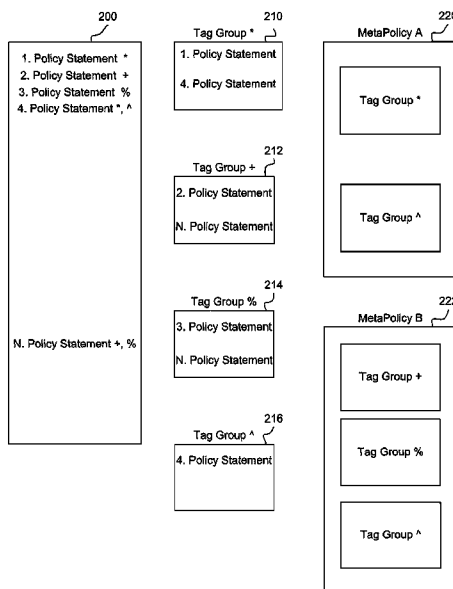 200
1. Policy Statement *
2. Policy Statement +
3. Policy Statement %
4. Policy Statement *, ^
N. Policy Statement +, %
210
Tag Group *
1. Policy Statement
4. Policy Statement
212
Tag Group +
2. Policy Statement
N. Policy Statement
214
Tag Group %
3. Policy Statement
N. Policy Statement
216
Tag Group ^
4. Policy Statement
MetaPolicy A
Tag Group *
Tag Group ^
MetaPolicy B
Tag Group +
Tag Group %
Tag Group ^